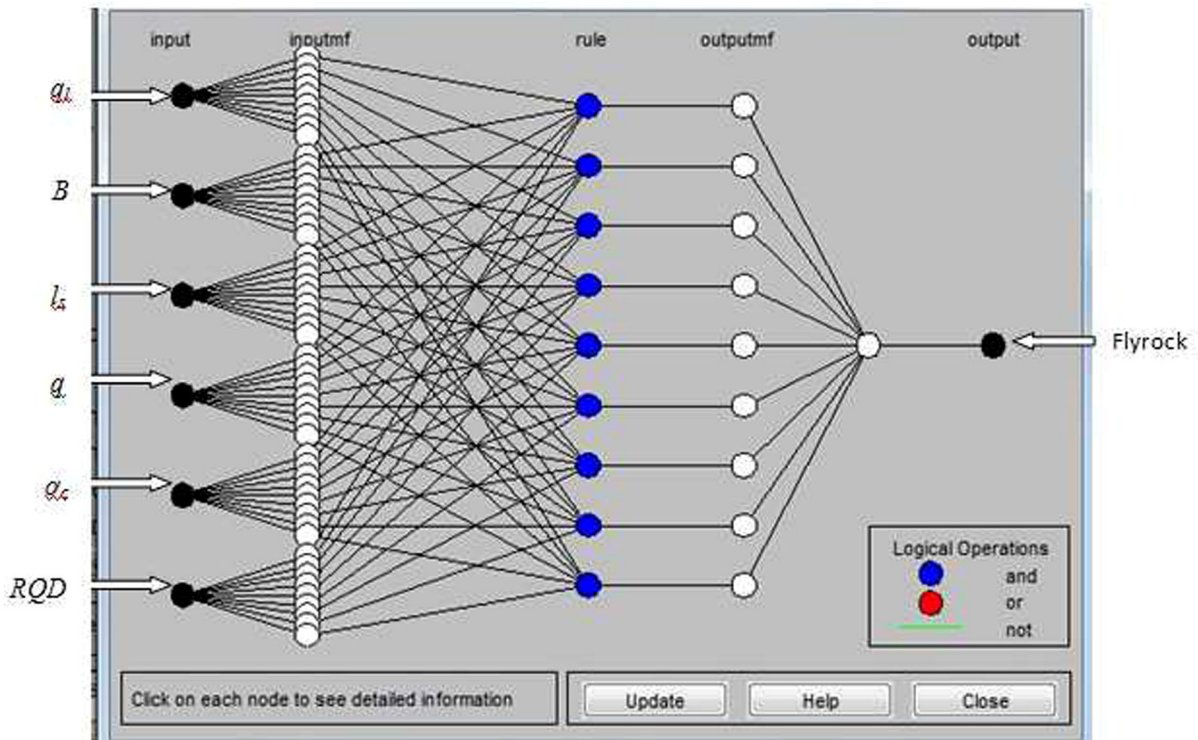 input inputmf rule outputmf output
B
q
RQD
Flyrock
Logical Operations
and
or
not
Click on each node to see detailed information
Update Help Close